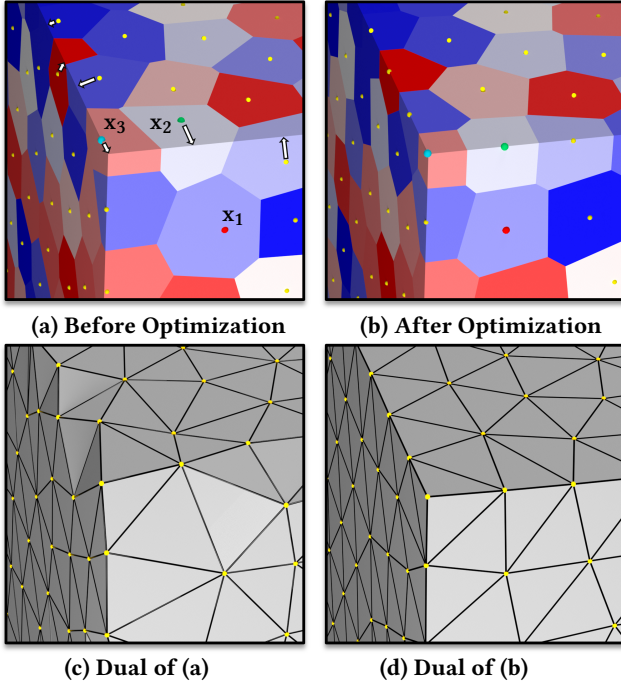 x₃ x₂
x₁
(a) Before Optimization (b) After Optimization
(c) Dual of (a) (d) Dual of (b)